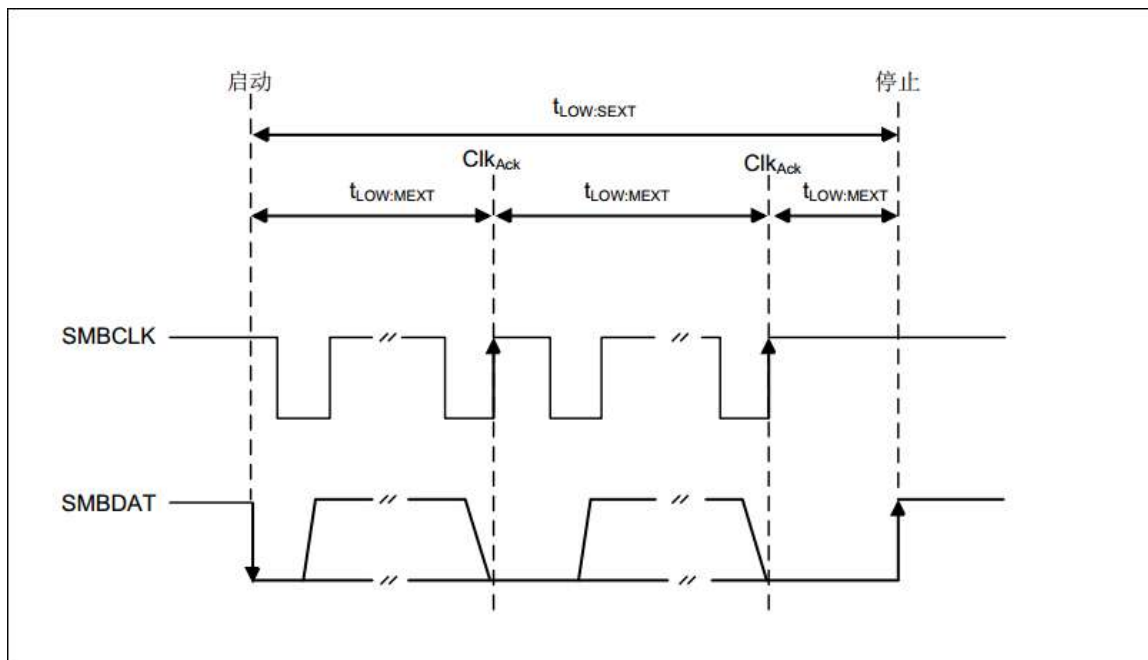 启动 停止
tLOW:SEXT
ClkAck ClkAck
tLOW:MEXT tLOW:MEXT tLOW:MEXT
SMBCLK
SMBDAT